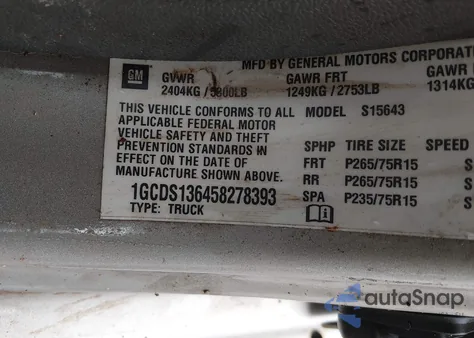 MFD BY GENERAL MOTORS CORPORATI
GM
GVWR GAWR FRT GAWR
2404KG / 5300LB 1249KG / 2753LB 1314KG
THIS VEHICLE CONFORMS TO ALL MODEL S15643
APPLICABLE FEDERAL MOTOR
VEHICLE SAFETY AND THEFT SPHP TIRE SIZE SPEED
PREVENTION STANDARDS IN FRT P265/75R15 S
EFFECT ON THE DATE OF RR P265/75R15 S
MANUFACTURE SHOWN ABOVE. SPA P235/75R15
1GCDS136458278393
TYPE: TRUCK
autoSnap